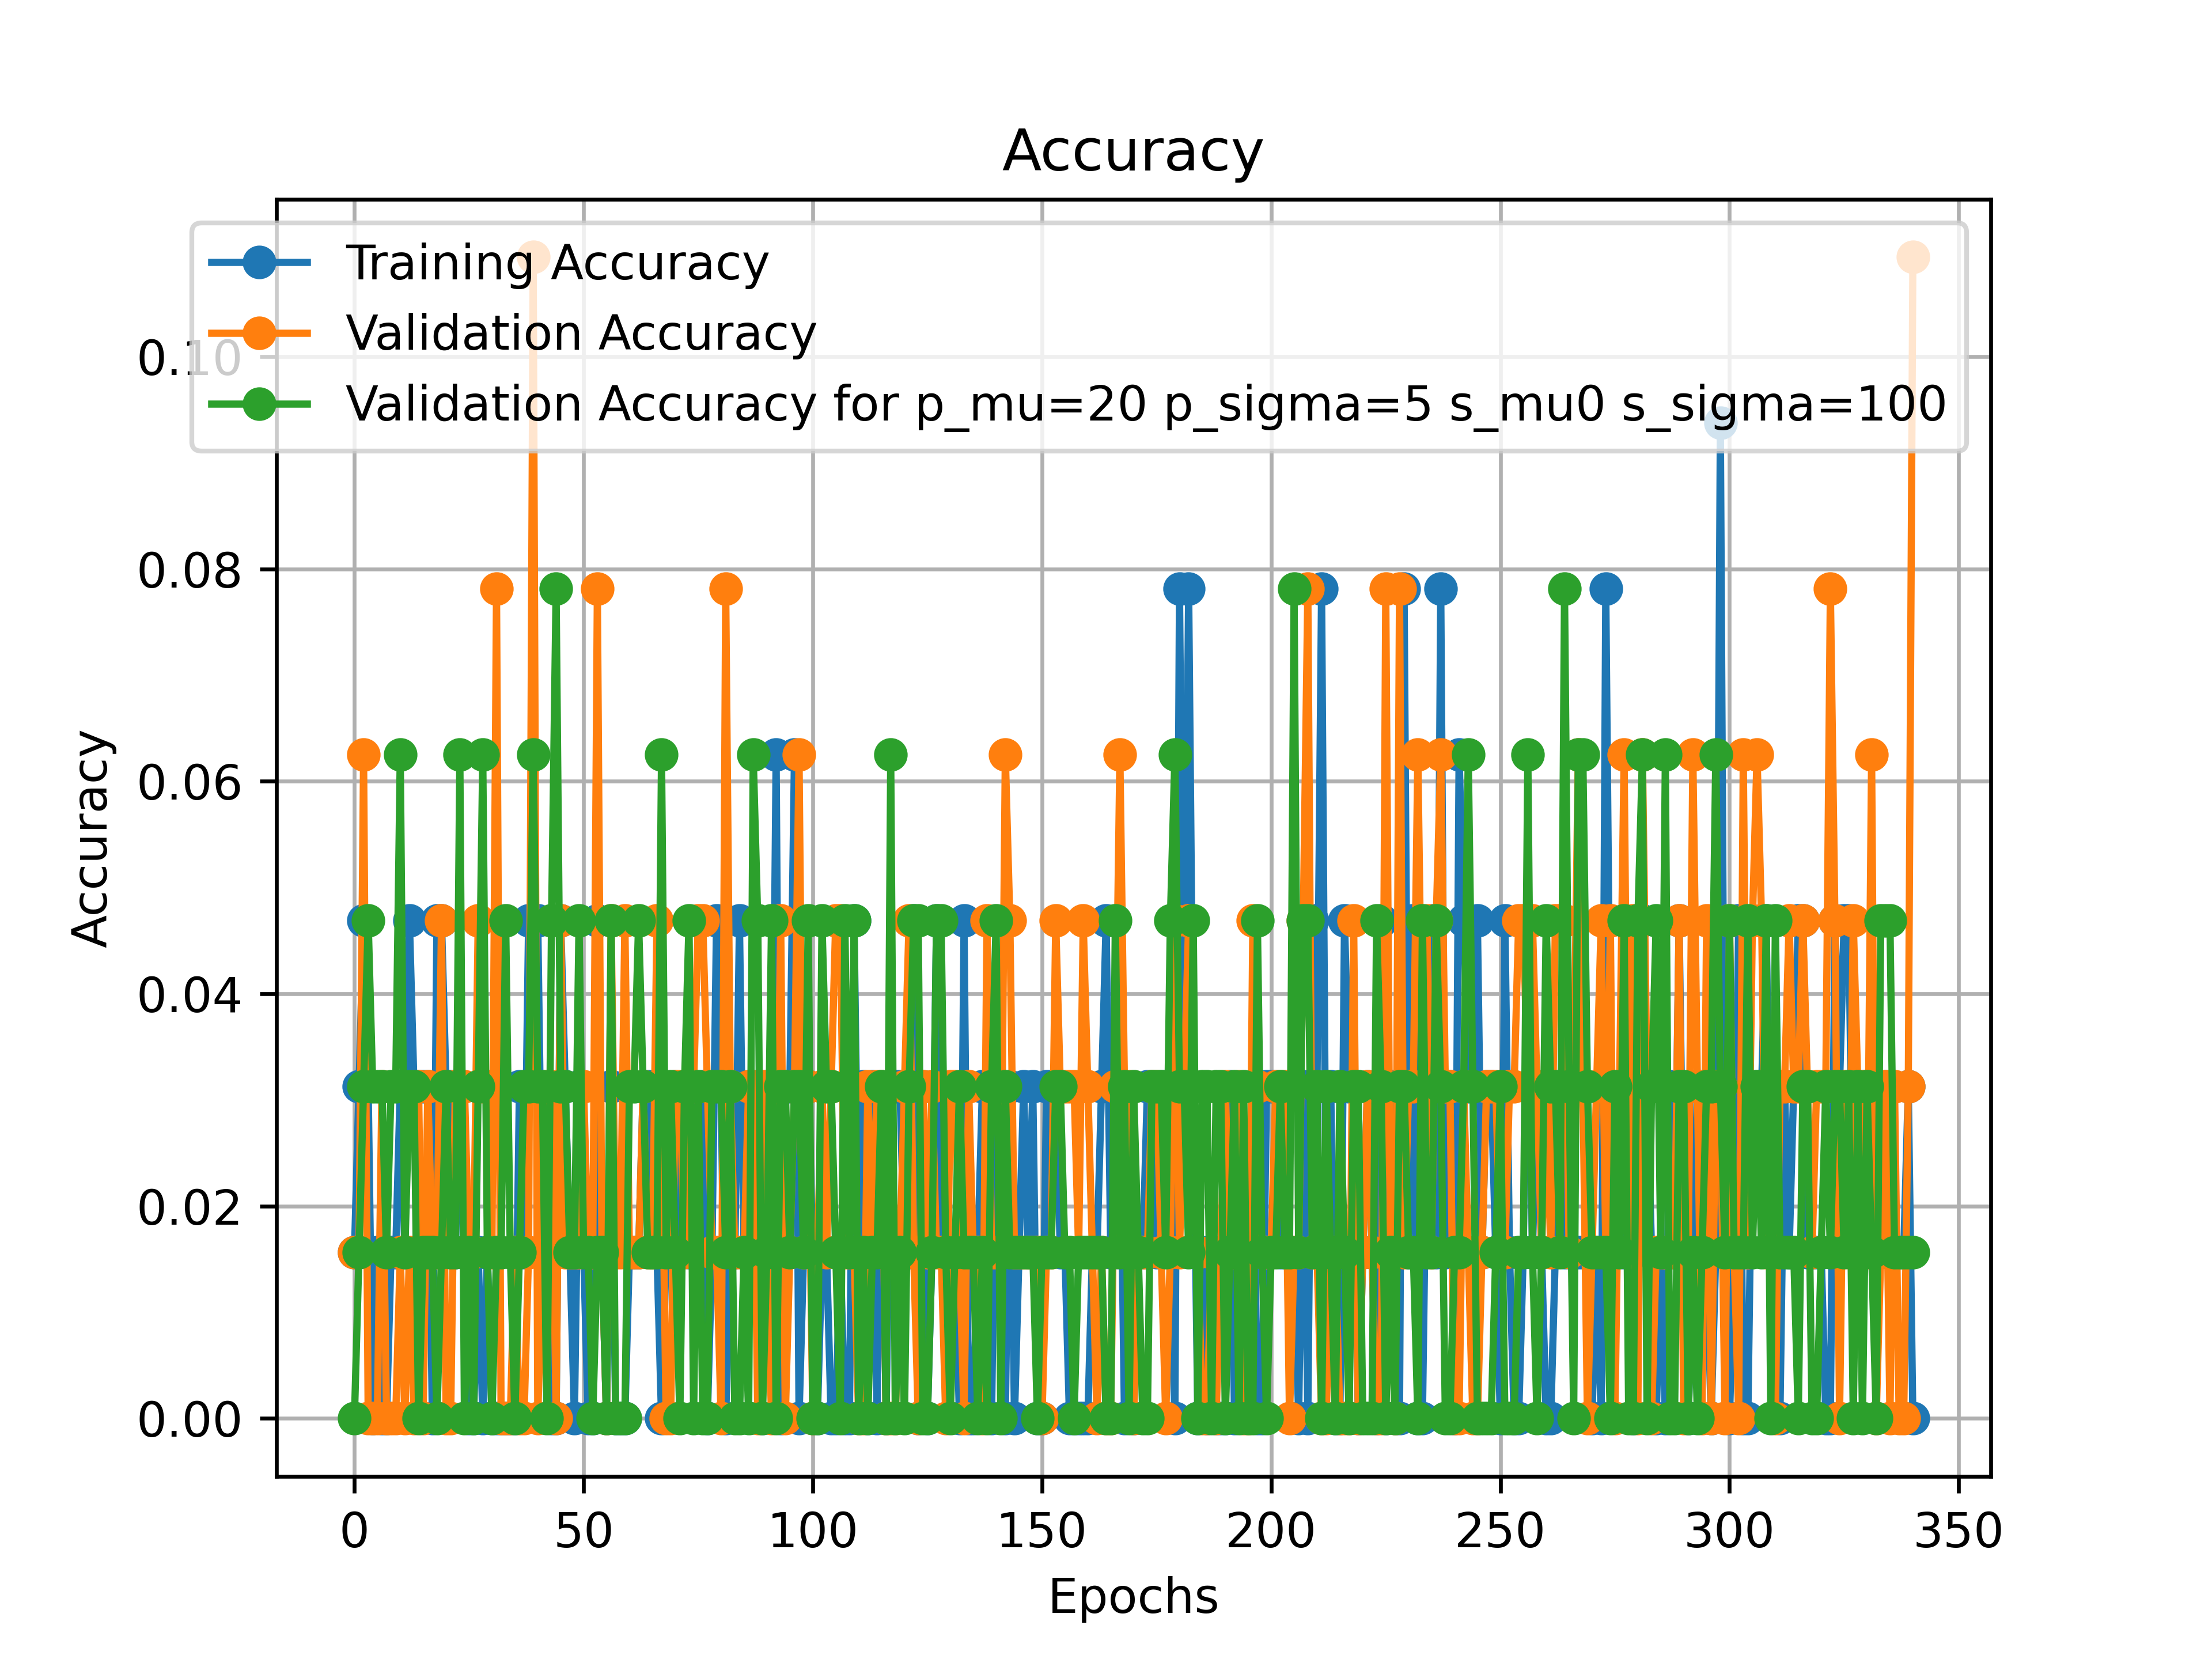 Accuracy
Training Accuracy
Validation Accuracy
Validation Accuracy for p_mu=20 p_sigma=5 s_mu0 s_sigma=100
0.10
0.08
0.06
0.04
0.02
0.00
Accuracy
0 50 100 150 200 250 300 350
Epochs